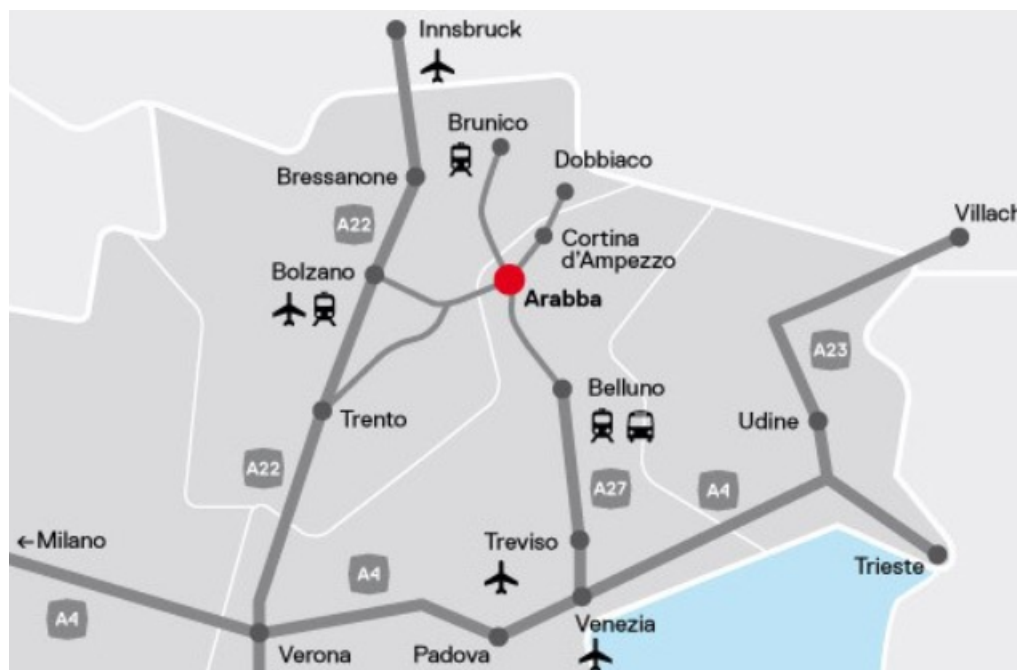 Innsbruck
Brunico
Dobbiaco
Bressanone
A22
Villach
Cortina
d'Ampezzo
Bolzano
Arabba
A23
Belluno
Trento
Udine
A22
A27
A4
←Milano
Treviso
Trieste
A4
A4
Venezia
Verona
Padova